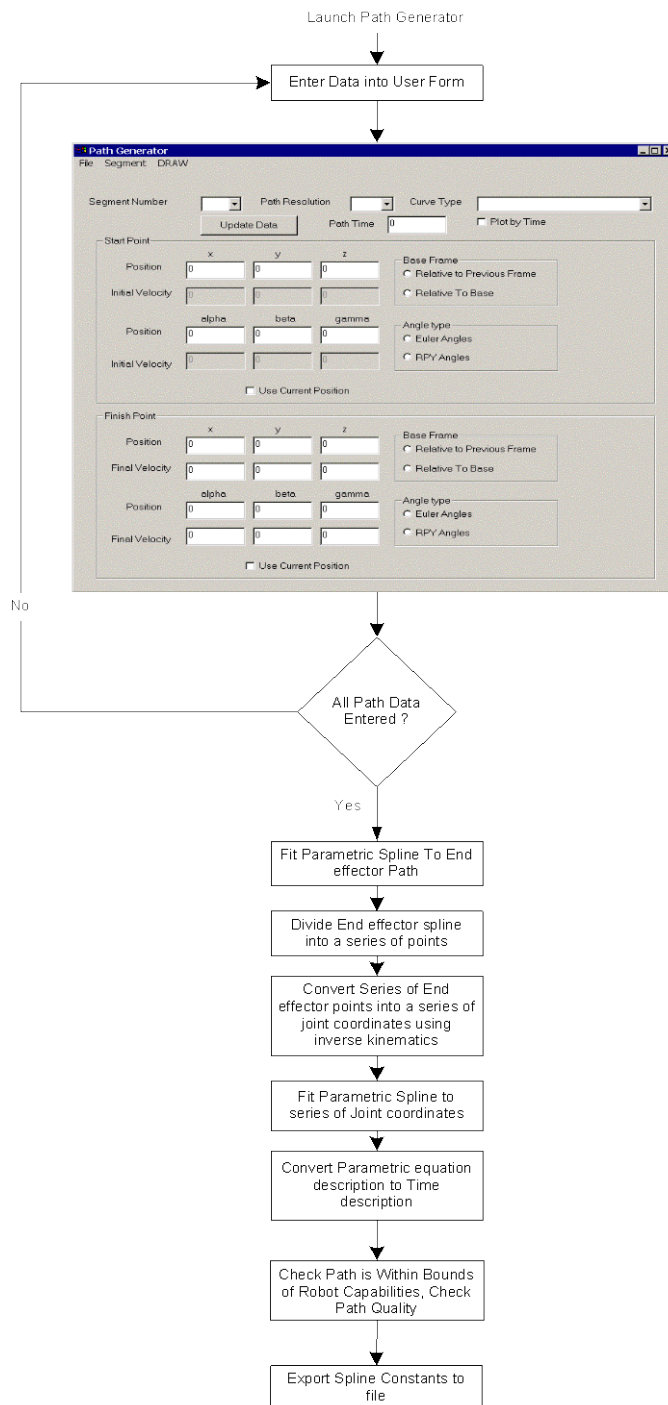 Launch Path Generator
Enter Data into User Form
Path Generator
File Segment DRAW
Segment Number Path Resolution Curve Type
Update Data Path Time 0 Plot by Time
Start Point
x y z Base Frame
Position 0 0 0 Relative to Previous Frame
Initial Velocity 0 0 0 Relative To Base
alpha beta gamma Angle type
Position 0 0 0 Euler Angles
Initial Velocity 0 0 0 RPY Angles
Use Current Position
Finish Point
x y z Base Frame
Position 0 0 0 Relative to Previous Frame
Final Velocity 0 0 0 Relative To Base
alpha beta gamma Angle type
Position 0 0 0 Euler Angles
Final Velocity 0 0 0 RPY Angles
Use Current Position
No
All Path Data
Entered ?
Yes
Fit Parametric Spline To End
effector Path
Divide End effector spline
into a series of points
Convert Series of End
effector points into a series of
joint coordinates using
inverse kinematics
Fit Parametric Spline to
series of Joint coordinates
Convert Parametric equation
description to Time
description
Check Path is Within Bounds
of Robot Capabilities, Check
Path Quality
Export Spline Constants to
file